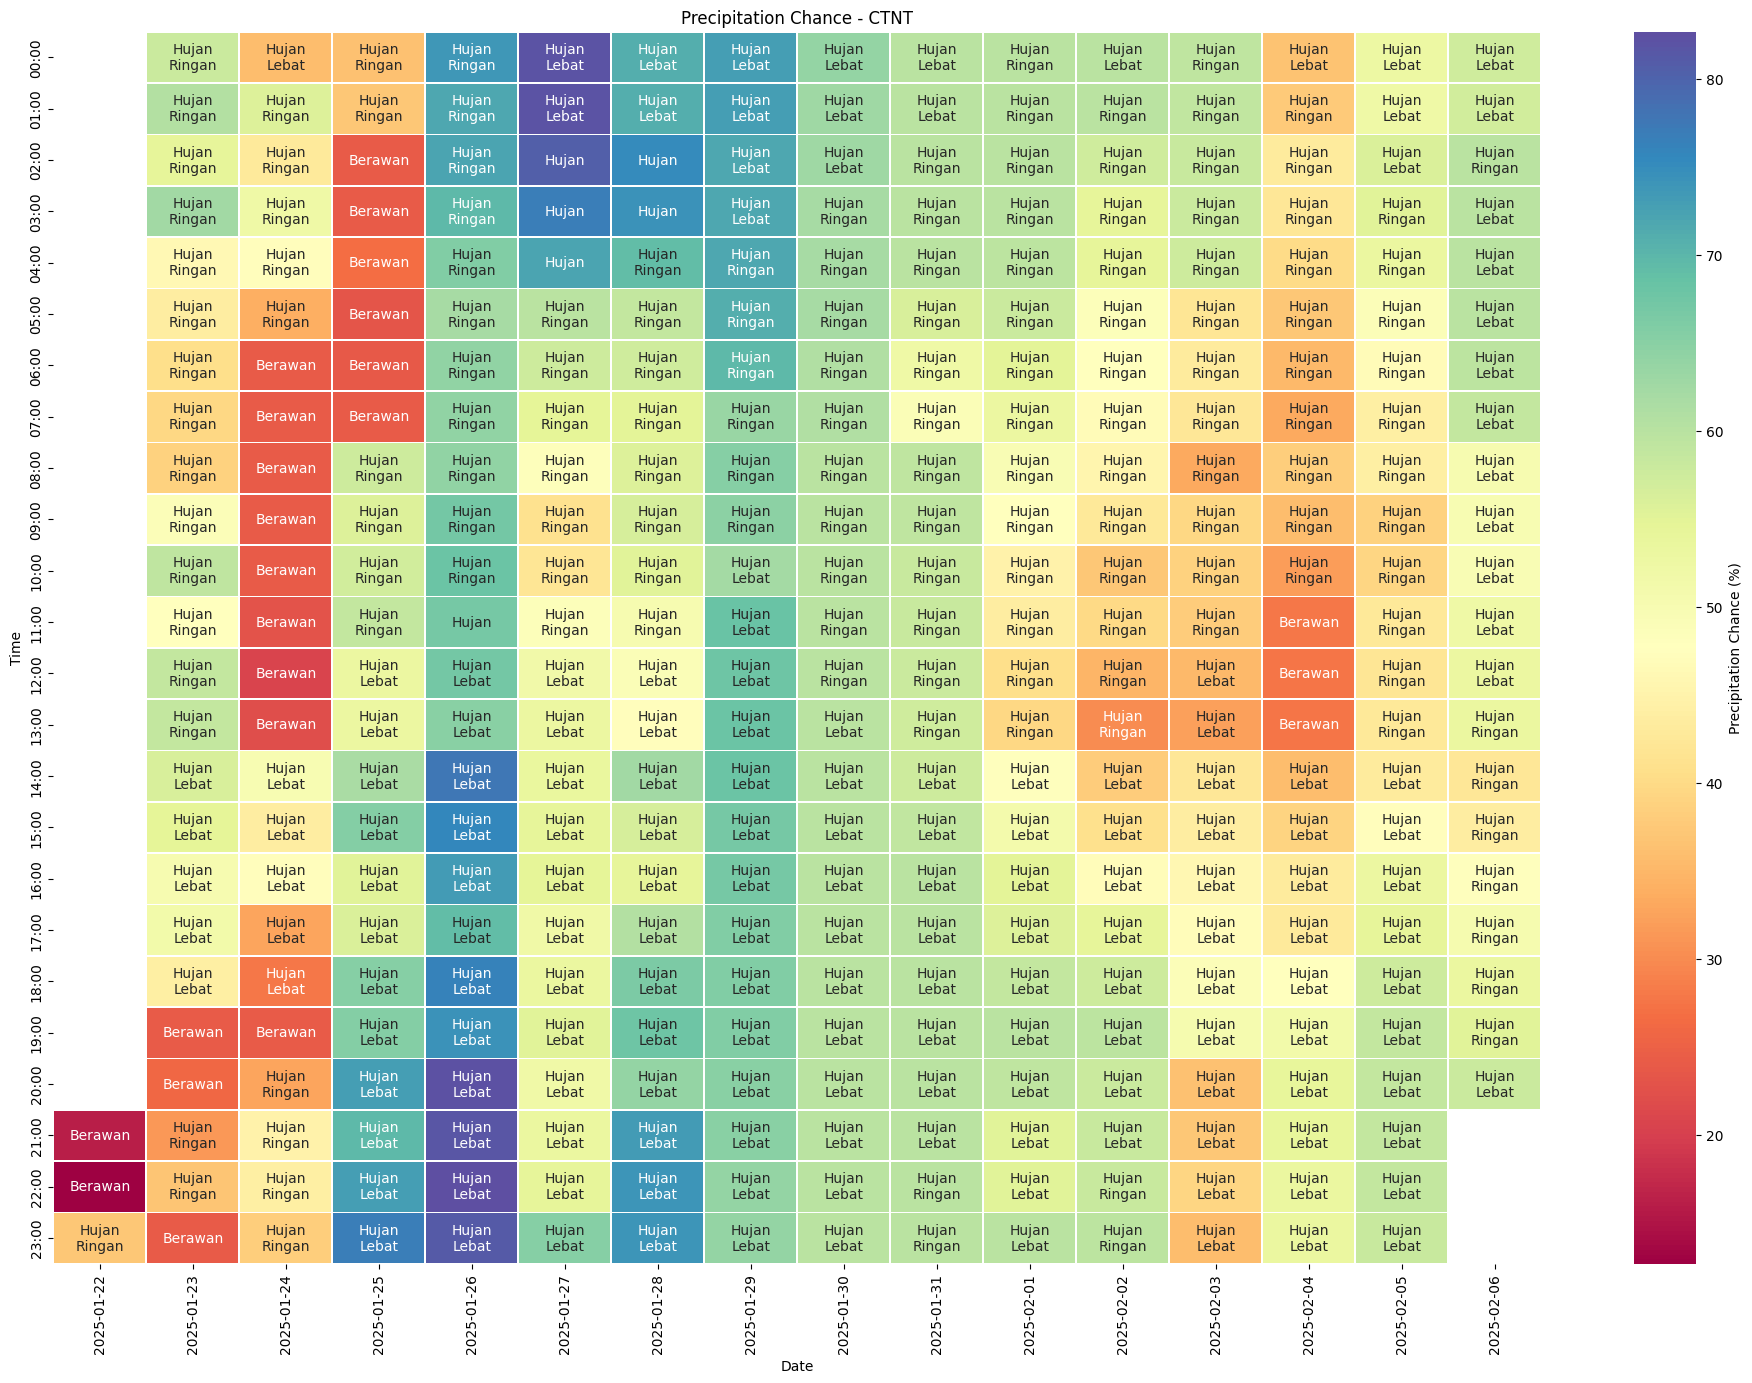 Precipitation Chance - CTNT
00:00 Hujan Ringan Hujan Lebat Hujan Ringan Hujan Ringan Hujan Lebat Hujan Lebat Hujan Lebat Hujan Lebat Hujan Lebat Hujan Ringan Hujan Lebat Hujan Ringan Hujan Lebat Hujan Lebat Hujan Lebat
01:00 Hujan Ringan Hujan Ringan Hujan Ringan Hujan Ringan Hujan Lebat Hujan Lebat Hujan Lebat Hujan Lebat Hujan Ringan Hujan Ringan Hujan Ringan Hujan Ringan Hujan Ringan Hujan Lebat Hujan Lebat
02:00 Hujan Ringan Hujan Ringan Berawan Hujan Ringan Hujan Hujan Hujan Lebat Hujan Lebat Hujan Ringan Hujan Ringan Hujan Ringan Hujan Ringan Hujan Ringan Hujan Lebat Hujan Ringan
03:00 Hujan Ringan Hujan Ringan Berawan Hujan Ringan Hujan Hujan Hujan Lebat Hujan Ringan Hujan Ringan Hujan Ringan Hujan Ringan Hujan Ringan Hujan Ringan Hujan Ringan Hujan Lebat
04:00 Hujan Ringan Hujan Ringan Berawan Hujan Ringan Hujan Hujan Ringan Hujan Ringan Hujan Ringan Hujan Ringan Hujan Ringan Hujan Ringan Hujan Ringan Hujan Ringan Hujan Ringan Hujan Lebat
05:00 Hujan Ringan Hujan Ringan Berawan Hujan Ringan Hujan Ringan Hujan Ringan Hujan Ringan Hujan Ringan Hujan Ringan Hujan Ringan Hujan Ringan Hujan Ringan Hujan Ringan Hujan Ringan Hujan Lebat
06:00 Hujan Ringan Berawan Berawan Hujan Ringan Hujan Ringan Hujan Ringan Hujan Ringan Hujan Ringan Hujan Ringan Hujan Ringan Hujan Ringan Hujan Ringan Hujan Ringan Hujan Ringan Hujan Lebat
07:00 Hujan Ringan Berawan Berawan Hujan Ringan Hujan Ringan Hujan Ringan Hujan Ringan Hujan Ringan Hujan Ringan Hujan Ringan Hujan Ringan Hujan Ringan Hujan Ringan Hujan Ringan Hujan Lebat
08:00 Hujan Ringan Berawan Hujan Ringan Hujan Ringan Hujan Ringan Hujan Ringan Hujan Ringan Hujan Ringan Hujan Ringan Hujan Ringan Hujan Ringan Hujan Ringan Hujan Ringan Hujan Ringan Hujan Lebat
09:00 Hujan Ringan Berawan Hujan Ringan Hujan Ringan Hujan Ringan Hujan Ringan Hujan Ringan Hujan Ringan Hujan Ringan Hujan Ringan Hujan Ringan Hujan Ringan Hujan Ringan Hujan Ringan Hujan Lebat
10:00 Hujan Ringan Berawan Hujan Ringan Hujan Ringan Hujan Ringan Hujan Ringan Hujan Lebat Hujan Ringan Hujan Ringan Hujan Ringan Hujan Ringan Hujan Ringan Hujan Ringan Hujan Ringan Hujan Lebat
11:00 Hujan Ringan Berawan Hujan Ringan Hujan Hujan Ringan Hujan Ringan Hujan Lebat Hujan Ringan Hujan Ringan Hujan Ringan Hujan Ringan Hujan Ringan Berawan Hujan Ringan Hujan Lebat
12:00 Hujan Ringan Berawan Hujan Lebat Hujan Lebat Hujan Lebat Hujan Lebat Hujan Lebat Hujan Ringan Hujan Ringan Hujan Ringan Hujan Ringan Hujan Lebat Berawan Hujan Ringan Hujan Lebat
13:00 Hujan Ringan Berawan Hujan Lebat Hujan Lebat Hujan Lebat Hujan Lebat Hujan Lebat Hujan Lebat Hujan Ringan Hujan Ringan Hujan Ringan Hujan Lebat Berawan Hujan Ringan Hujan Ringan
14:00 Hujan Lebat Hujan Lebat Hujan Lebat Hujan Lebat Hujan Lebat Hujan Lebat Hujan Lebat Hujan Lebat Hujan Lebat Hujan Lebat Hujan Lebat Hujan Lebat Hujan Lebat Hujan Lebat Hujan Ringan
15:00 Hujan Lebat Hujan Lebat Hujan Lebat Hujan Lebat Hujan Lebat Hujan Lebat Hujan Lebat Hujan Lebat Hujan Lebat Hujan Lebat Hujan Lebat Hujan Lebat Hujan Lebat Hujan Lebat Hujan Ringan
16:00 Hujan Lebat Hujan Lebat Hujan Lebat Hujan Lebat Hujan Lebat Hujan Lebat Hujan Lebat Hujan Lebat Hujan Lebat Hujan Lebat Hujan Lebat Hujan Lebat Hujan Lebat Hujan Lebat Hujan Ringan
17:00 Hujan Lebat Hujan Lebat Hujan Lebat Hujan Lebat Hujan Lebat Hujan Lebat Hujan Lebat Hujan Lebat Hujan Lebat Hujan Lebat Hujan Lebat Hujan Lebat Hujan Lebat Hujan Lebat Hujan Ringan
18:00 Hujan Lebat Hujan Lebat Hujan Lebat Hujan Lebat Hujan Lebat Hujan Lebat Hujan Lebat Hujan Lebat Hujan Lebat Hujan Lebat Hujan Lebat Hujan Lebat Hujan Lebat Hujan Lebat Hujan Ringan
19:00 Berawan Berawan Hujan Lebat Hujan Lebat Hujan Lebat Hujan Lebat Hujan Lebat Hujan Lebat Hujan Lebat Hujan Lebat Hujan Lebat Hujan Lebat Hujan Lebat Hujan Lebat Hujan Ringan
20:00 Berawan Hujan Ringan Hujan Lebat Hujan Lebat Hujan Lebat Hujan Lebat Hujan Lebat Hujan Lebat Hujan Lebat Hujan Lebat Hujan Lebat Hujan Lebat Hujan Lebat Hujan Lebat Hujan Lebat
21:00 Berawan Hujan Ringan Hujan Ringan Hujan Lebat Hujan Lebat Hujan Lebat Hujan Lebat Hujan Lebat Hujan Lebat Hujan Lebat Hujan Lebat Hujan Lebat Hujan Lebat Hujan Lebat Hujan Lebat
22:00 Berawan Hujan Ringan Hujan Ringan Hujan Lebat Hujan Lebat Hujan Lebat Hujan Lebat Hujan Lebat Hujan Lebat Hujan Ringan Hujan Lebat Hujan Ringan Hujan Lebat Hujan Lebat Hujan Lebat
23:00 Hujan Ringan Berawan Hujan Ringan Hujan Lebat Hujan Lebat Hujan Lebat Hujan Lebat Hujan Lebat Hujan Lebat Hujan Ringan Hujan Lebat Hujan Ringan Hujan Lebat Hujan Lebat Hujan Lebat
Time
2025-01-22 2025-01-23 2025-01-24 2025-01-25 2025-01-26 2025-01-27 2025-01-28 2025-01-29 2025-01-30 2025-01-31 2025-02-01 2025-02-02 2025-02-03 2025-02-04 2025-02-05 2025-02-06
Date
80
70
60
50
40
30
20
Precipitation Chance (%)